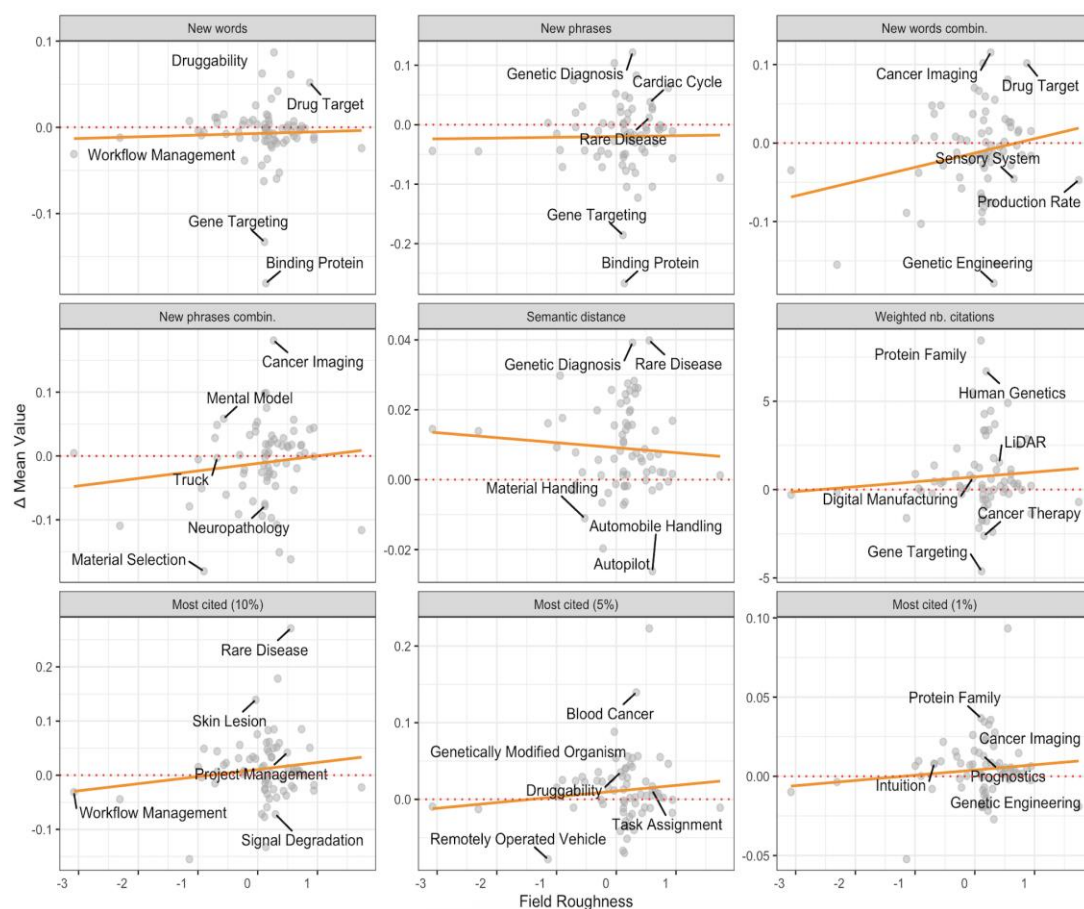 New words
New phrases
New words combin.
0.1
0.0
-0.1
Druggability
Drug Target
Workflow Management
Gene Targeting
Binding Protein
0.1
0.0
-0.1
-0.2
Genetic Diagnosis
Cardiac Cycle
Rare Disease
Gene Targeting
Binding Protein
0.1
0.0
-0.1
Cancer Imaging
Drug Target
Sensory System
Production Rate
Genetic Engineering
New phrases combin.
Semantic distance
Weighted nb. citations
Δ Mean Value
0.1
0.0
-0.1
Cancer Imaging
Mental Model
Truck
Neuropathology
Material Selection
0.04
0.02
0.00
-0.02
Genetic Diagnosis
Rare Disease
Material Handling
Automobile Handling
Autopilot
5
0
-5
Protein Family
Human Genetics
LiDAR
Digital Manufacturing
Cancer Therapy
Gene Targeting
Most cited (10%)
Most cited (5%)
Most cited (1%)
0.2
0.1
0.0
-0.1
Rare Disease
Skin Lesion
Project Management
Workflow Management
Signal Degradation
0.2
0.1
0.0
Blood Cancer
Genetically Modified Organism
Druggability
Task Assignment
Remotely Operated Vehicle
0.10
0.05
0.00
-0.05
Protein Family
Cancer Imaging
Intuition
Prognostics
Genetic Engineering
-3 -2 -1 0 1
-3 -2 -1 0 1
-3 -2 -1 0 1
Field Roughness